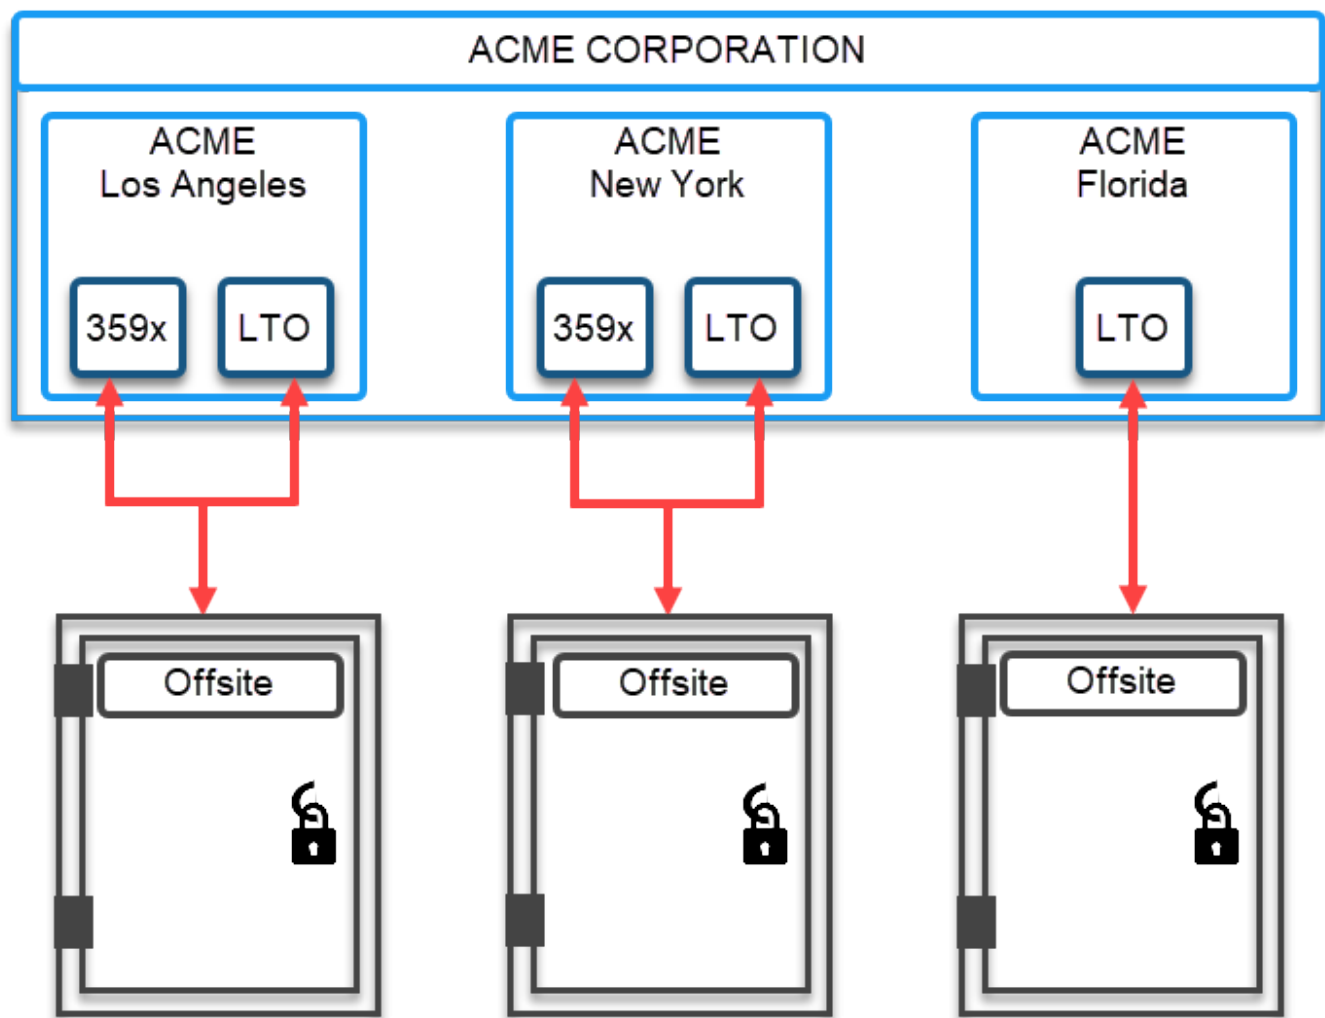 ACME CORPORATION
ACME
Los Angeles
359x
LTO
ACME
New York
359x
LTO
ACME
Florida
LTO
Offsite
Offsite
Offsite